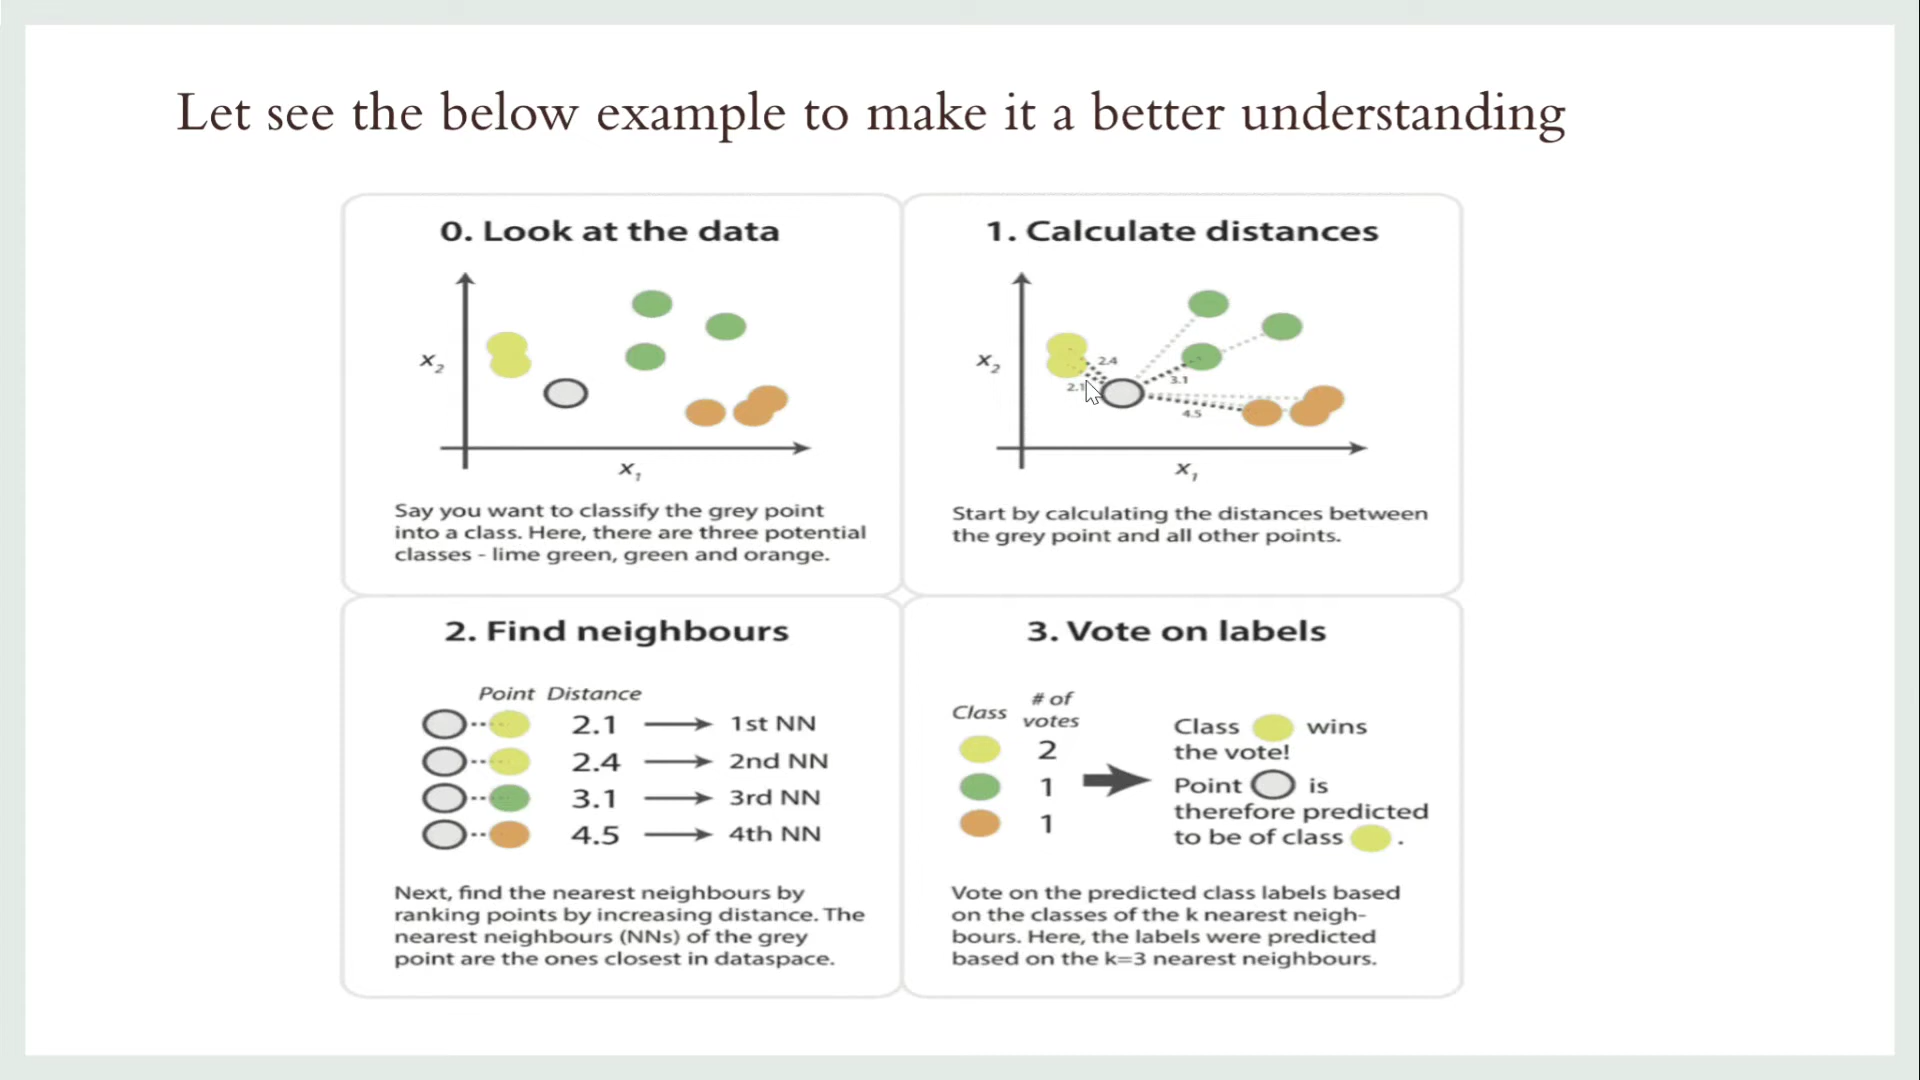 Let see the below example to make it a better understanding
0. Look at the data
x2
x1
Say you want to classify the grey point
into a class. Here, there are three potential
classes - lime green, green and orange.
1. Calculate distances
x2
2.4
2.1
3.1
4.5
x1
Start by calculating the distances between
the grey point and all other points.
2. Find neighbours
Point Distance
2.1 1st NN
2.4 2nd NN
3.1 3rd NN
4.5 4th NN
Next, find the nearest neighbours by
ranking points by increasing distance. The
nearest neighbours (NNs) of the grey
point are the ones closest in dataspace.
3. Vote on labels
Class # of
votes
2
1
1
Class wins
the vote!
Point is
therefore predicted
to be of class .
Vote on the predicted class labels based
on the classes of the k nearest neigh-
bours. Here, the labels were predicted
based on the k=3 nearest neighbours.